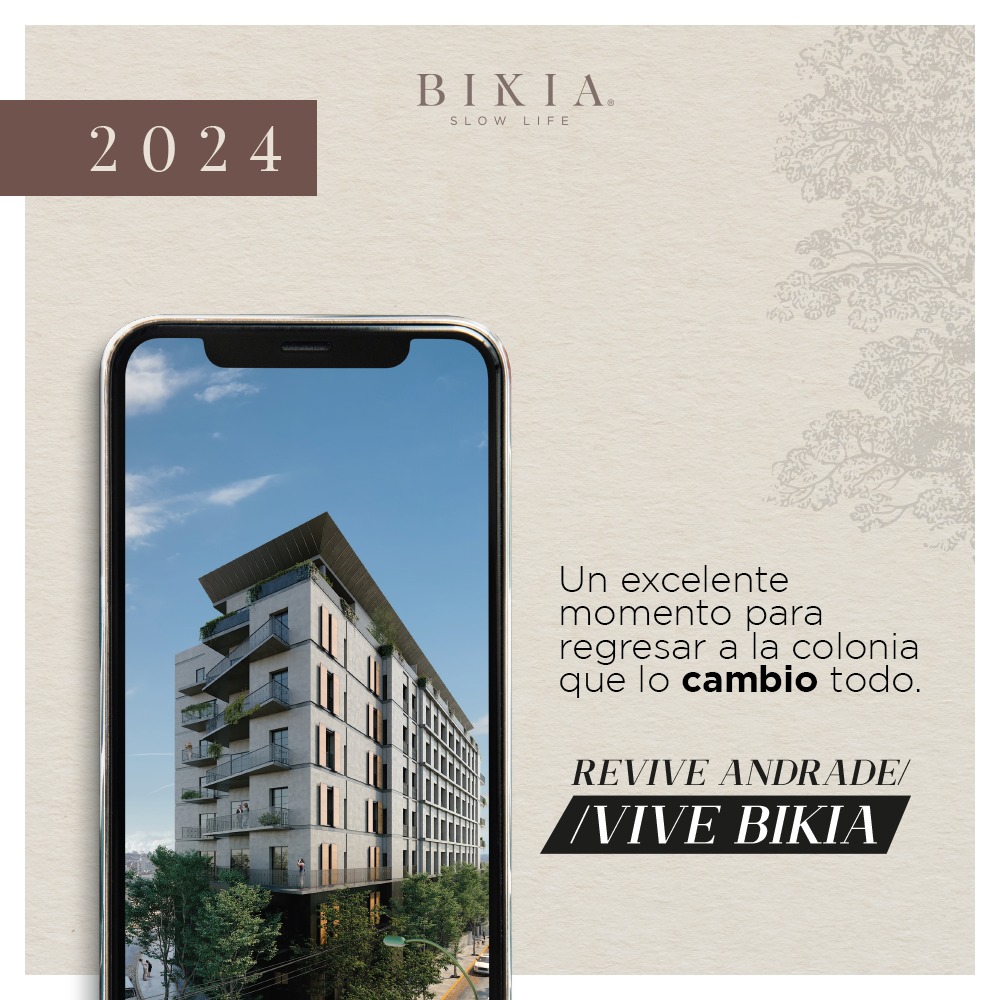 BIKIA®
SLOW LIFE
2024
Un excelente
momento para
regresar a la colonia
que lo cambio todo.
REVIVE ANDRADE/
/VIVE BIKIA